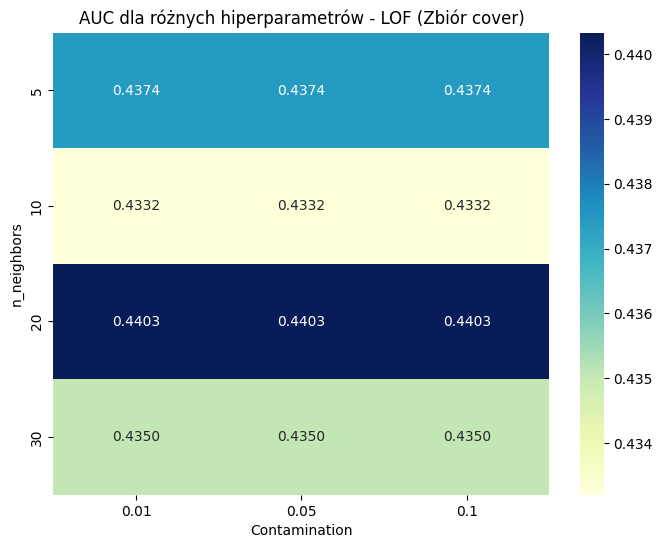 AUC dla różnych hiperparametrów - LOF (Zbiór cover)
n_neighbors
5
0.4374 0.4374 0.4374
10
0.4332 0.4332 0.4332
20
0.4403 0.4403 0.4403
30
0.4350 0.4350 0.4350
0.01 0.05 0.1
Contamination
0.440
0.439
0.438
0.437
0.436
0.435
0.434